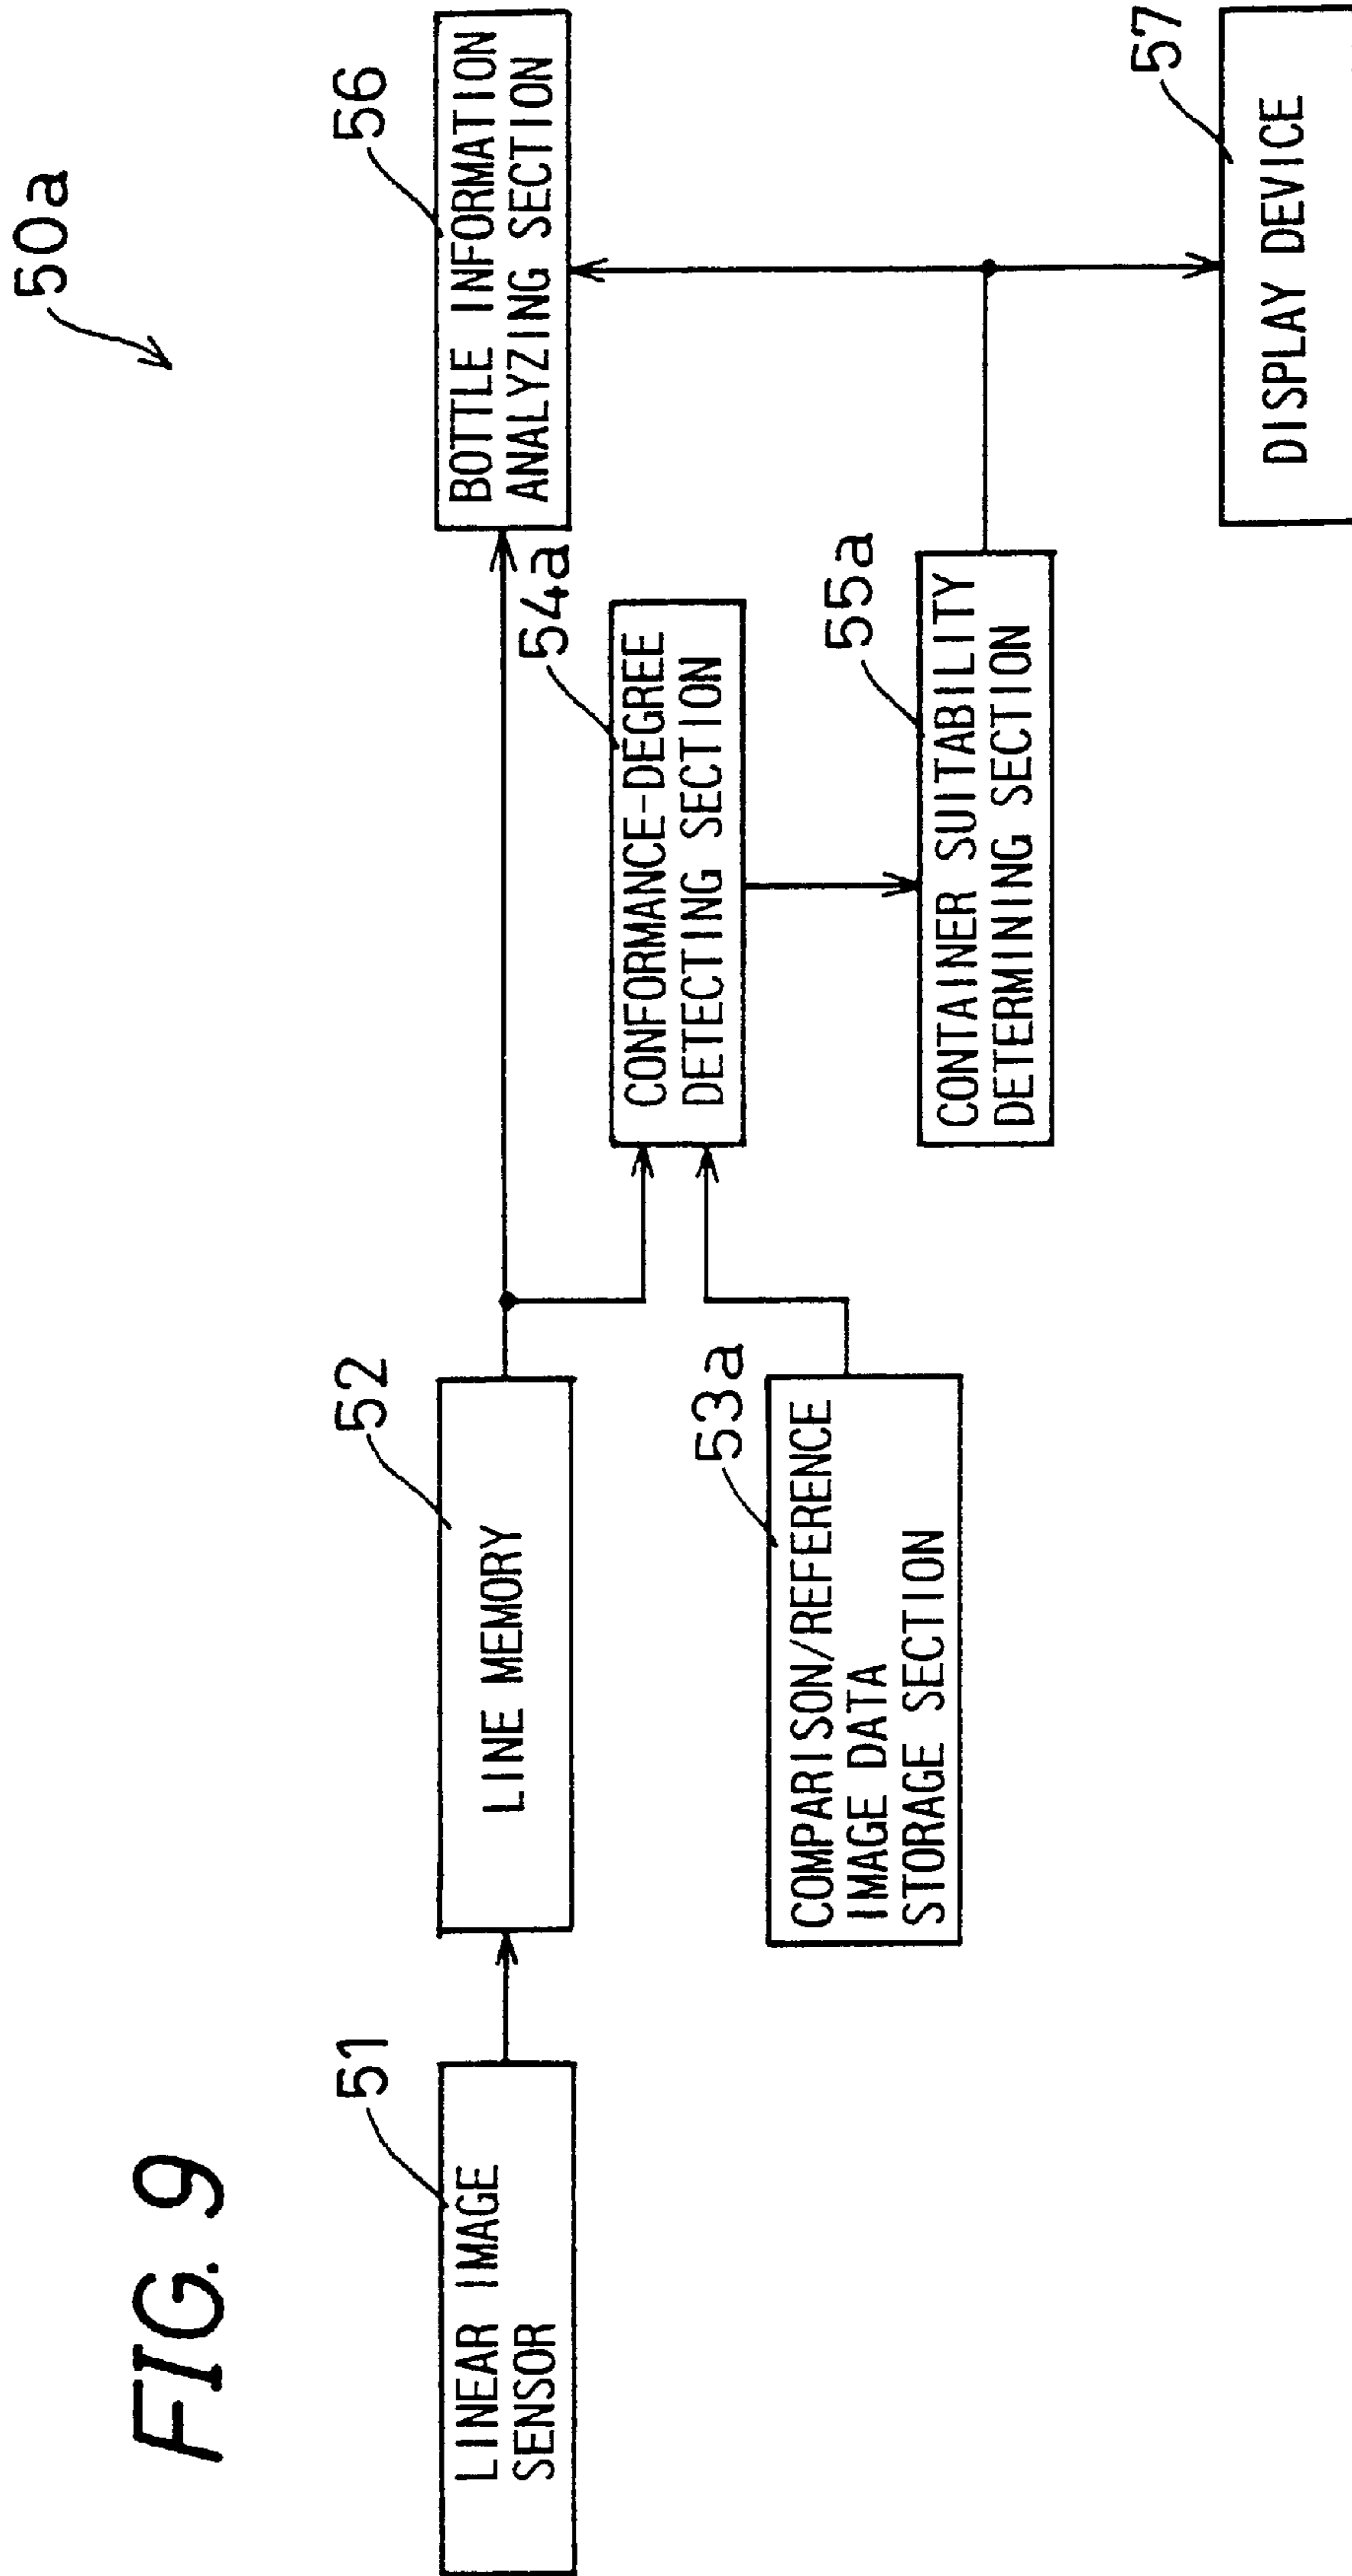 FIG. 9
50a
51
LINEAR IMAGE
SENSOR
52
LINE MEMORY
56
BOTTLE INFORMATION
ANALYZING SECTION
53a
COMPARISON/REFERENCE
IMAGE DATA
STORAGE SECTION
54a
CONFORMANCE-DEGREE
DETECTING SECTION
55a
CONTAINER SUITABILITY
DETERMINING SECTION
57
DISPLAY DEVICE